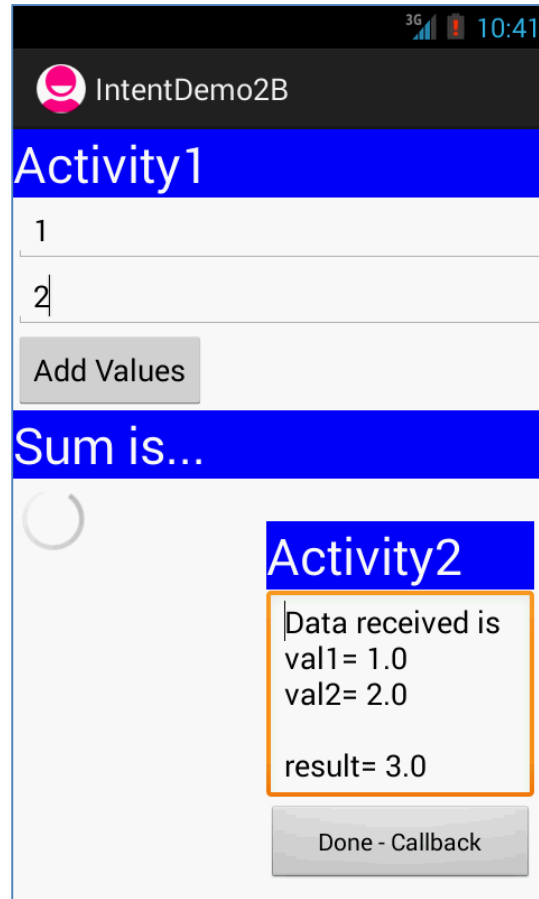 3G 10:41
IntentDemo2B
Activity1
1
2
Add Values
Sum is...
Activity2
Data received is
val1= 1.0
val2= 2.0
result= 3.0
Done - Callback